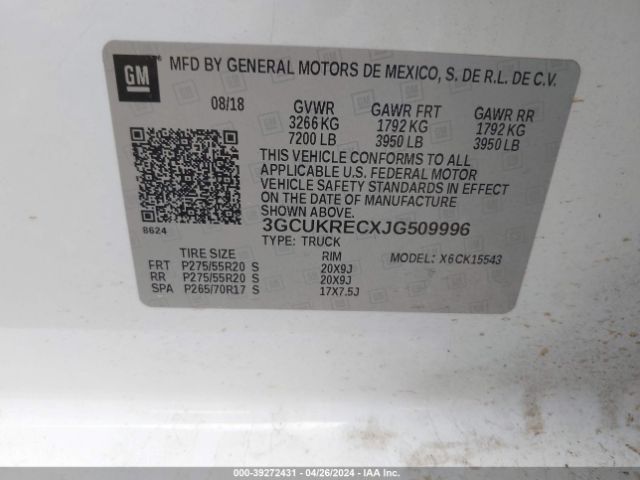 GM
MFD BY GENERAL MOTORS DE MEXICO, S. DE R.L. DE C.V.
08/18 GVWR GAWR FRT GAWR RR
3266 KG 1792 KG 1792 KG
7200 LB 3950 LB 3950 LB
THIS VEHICLE CONFORMS TO ALL
APPLICABLE U.S. FEDERAL MOTOR
VEHICLE SAFETY STANDARDS IN EFFECT
ON THE DATE OF MANUFACTURE
SHOWN ABOVE.
8624 3GCUKRECXJG509996
TYPE: TRUCK
TIRE SIZE RIM MODEL: X6CK15543
FRT P275/55R20 S 20X9J
RR P275/55R20 S 20X9J
SPA P265/70R17 S 17X7.5J
000-39272431 - 04/26/2024 - IAA Inc.